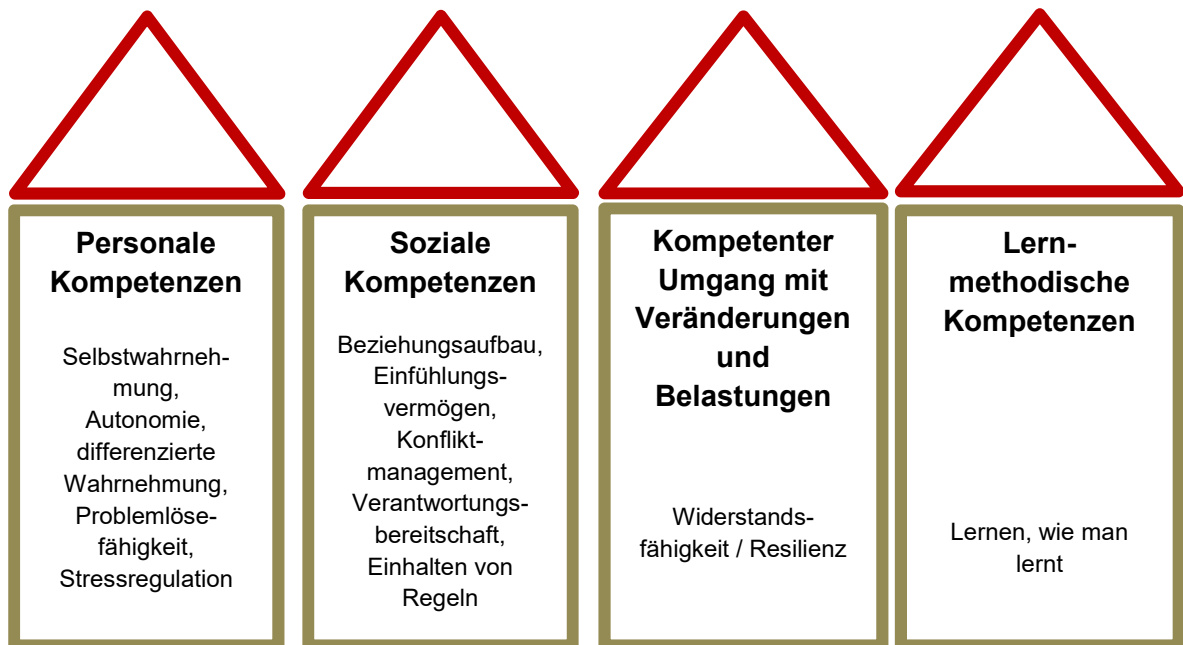 Personale
Kompetenzen
Selbstwahrneh-
mung,
Autonomie,
differenzierte
Wahrnehmung,
Problemlöse-
fähigkeit,
Stressregulation
Soziale
Kompetenzen
Beziehungsaufbau,
Einfühlungs-
vermögen,
Konflikt-
management,
Verantwortungs-
bereitschaft,
Einhalten von
Regeln
Kompetenter
Umgang mit
Veränderungen
und
Belastungen
Widerstands-
fähigkeit / Resilienz
Lern-
methodische
Kompetenzen
Lernen, wie man
lernt